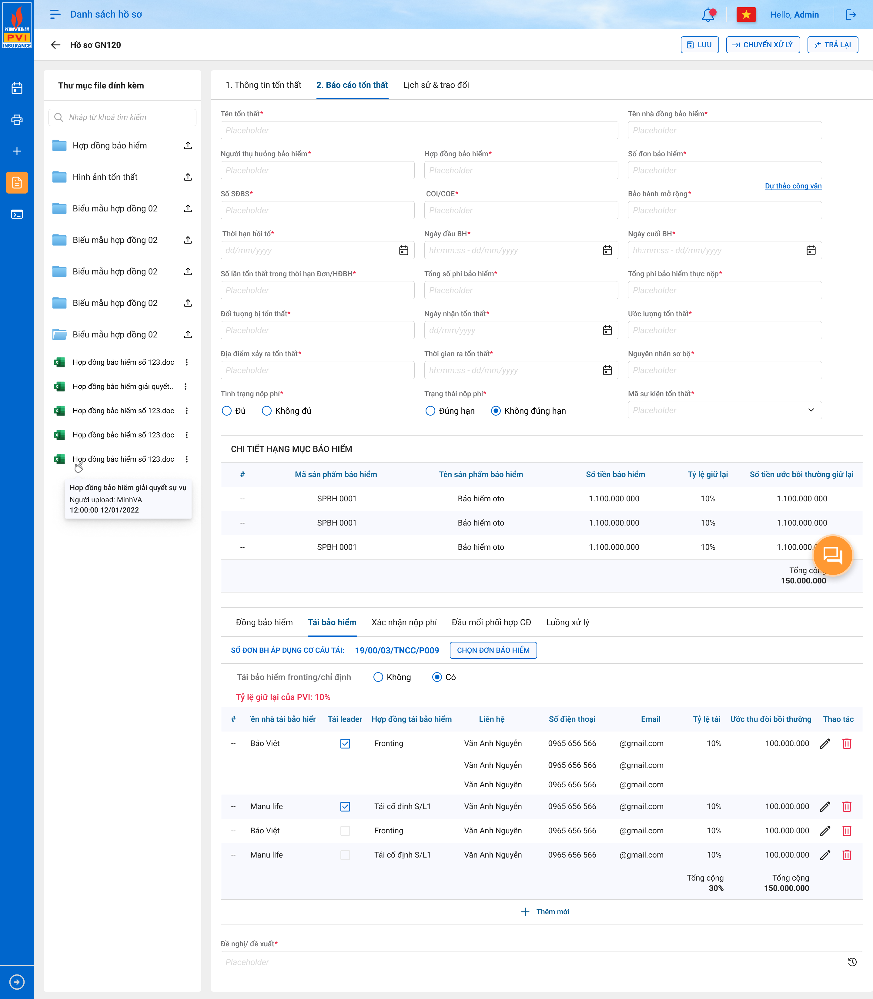 PETROVIETNAM
PVI
INSURANCE
Danh sách hồ sơ
Hello, Admin
Hồ sơ GN120
LƯU
CHUYỂN XỬ LÝ
TRẢ LẠI
Thư mục file đính kèm
Nhập từ khoá tìm kiếm
Hợp đồng bảo hiểm
Hình ảnh tổn thất
Biểu mẫu hợp đồng 02
Biểu mẫu hợp đồng 02
Biểu mẫu hợp đồng 02
Biểu mẫu hợp đồng 02
Biểu mẫu hợp đồng 02
Hợp đồng bảo hiểm số 123.doc
Hợp đồng bảo hiểm giải quyết..
Hợp đồng bảo hiểm số 123.doc
Hợp đồng bảo hiểm số 123.doc
Hợp đồng bảo hiểm số 123.doc
Hợp đồng bảo hiểm giải quyết sự vụ
Người upload: MinhVA
12:00:00 12/01/2022
1. Thông tin tổn thất 2. Báo cáo tổn thất Lịch sử & trao đổi
Tên tổn thất* Tên nhà đồng bảo hiểm*
Placeholder Placeholder
Người thụ hưởng bảo hiểm* Hợp đồng bảo hiểm* Số đơn bảo hiểm*
Placeholder Placeholder Placeholder
Dự thảo công văn
Số SĐBS* COI/COE* Bảo hành mở rộng*
Placeholder Placeholder Placeholder
Thời hạn hồi tố* Ngày đầu BH* Ngày cuối BH*
dd/mm/yyyy hh:mm:ss - dd/mm/yyyy hh:mm:ss - dd/mm/yyyy
Số lần tổn thất trong thời hạn Đơn/HĐBH* Tổng số phí bảo hiểm* Tổng phí bảo hiểm thực nộp*
Placeholder Placeholder Placeholder
Đối tượng bị tổn thất* Ngày nhận tổn thất* Ước lượng tổn thất*
Placeholder dd/mm/yyyy Placeholder
Địa điểm xảy ra tổn thất* Thời gian ra tổn thất* Nguyên nhân sơ bộ*
Placeholder hh:mm:ss - dd/mm/yyyy Placeholder
Tình trạng nộp phí* Trạng thái nộp phí* Mã sự kiện tổn thất*
Đủ Không đủ Đúng hạn Không đúng hạn Placeholder
CHI TIẾT HẠNG MỤC BẢO HIỂM
# Mã sản phẩm bảo hiểm Tên sản phẩm bảo hiểm Số tiền bảo hiểm Tỷ lệ giữ lại Số tiền ước bồi thường giữ lại
-- SPBH 0001 Bảo hiểm oto 1.100.000.000 10% 1.100.000.000
-- SPBH 0001 Bảo hiểm oto 1.100.000.000 10% 1.100.000.000
-- SPBH 0001 Bảo hiểm oto 1.100.000.000 10% 1.100.000.
Tổng cộng
150.000.000
Đồng bảo hiểm Tái bảo hiểm Xác nhận nộp phí Đầu mối phối hợp CĐ Luồng xử lý
SỐ ĐƠN BH ÁP DỤNG CƠ CẤU TÁI: 19/00/03/TNCC/P009 CHỌN ĐƠN BẢO HIỂM
Tái bảo hiểm fronting/chỉ định Không Có
Tỷ lệ giữ lại của PVI: 10%
# ên nhà tái bảo hiển Tái leader Hợp đồng tái bảo hiểm Liên hệ Số điện thoại Email Tỷ lệ tái Ước thu đòi bồi thường Thao tác
-- Bảo Việt Fronting Văn Anh Nguyễn 0965 656 566 @gmail.com 10% 100.000.000
Văn Anh Nguyễn 0965 656 566 @gmail.com
Văn Anh Nguyễn 0965 656 566 @gmail.com
-- Manu life Tái cố định S/L1 Văn Anh Nguyễn 0965 656 566 @gmail.com 10% 100.000.000
-- Bảo Việt Fronting Văn Anh Nguyễn 0965 656 566 @gmail.com 10% 100.000.000
-- Manu life Tái cố định S/L1 Văn Anh Nguyễn 0965 656 566 @gmail.com 10% 100.000.000
Tổng cộng Tổng cộng
30% 150.000.000
Thêm mới
Đề nghị/ đề xuất*
Placeholder